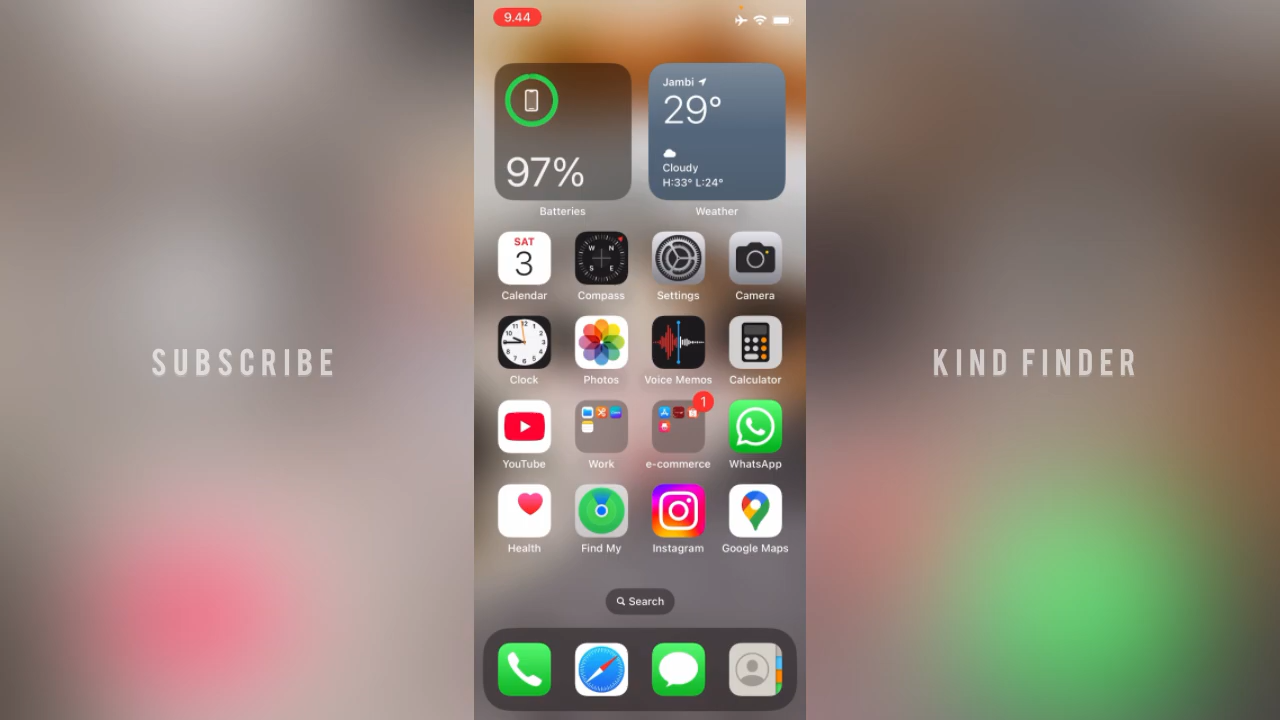 9.44
Jambi
29°
97%
Cloudy
H:33° L:24°
Batteries
Weather
SAT
3
W N
S E
Calendar
Compass
Settings
Camera
Clock
Photos
Voice Memos
Calculator
SUBSCRIBE
KIND FINDER
1
YouTube
Work
e-commerce
WhatsApp
Health
Find My
Instagram
Google Maps
Search